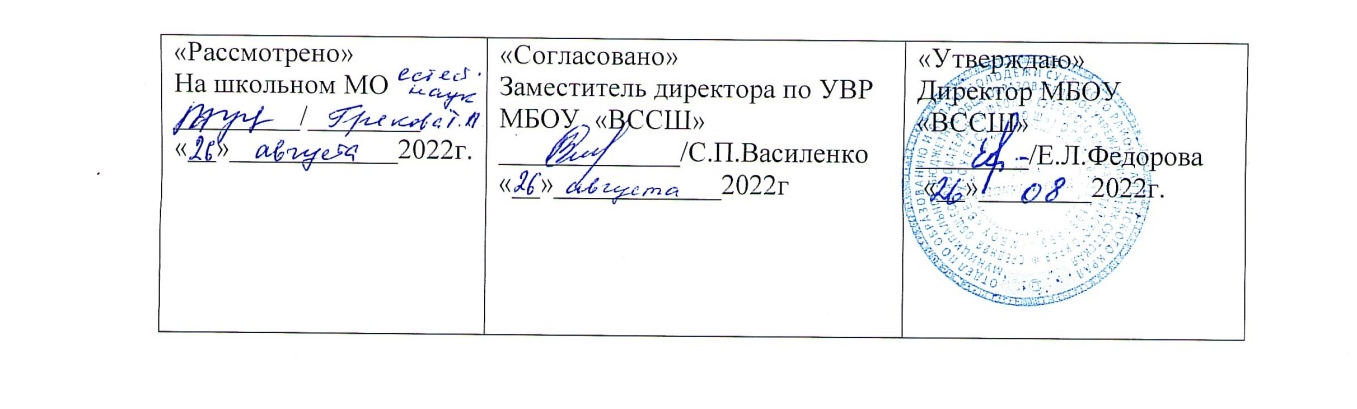 «Рассмотрено»
На школьном МО естеств. наук
/ Грекова Т.А
«26» августа 2022г.
«Согласовано»
Заместитель директора по УВР
МБОУ «ВССШ»
/С.П.Василенко
«26» августа 2022г
«Утверждаю»
Директор МБОУ
«ВССШ»
/Е.Л.Федорова
«26» 08 2022г.